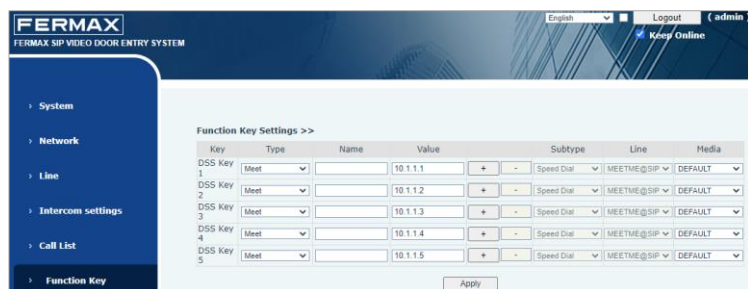 FERMAX
FERMAX SIP VIDEO DOOR ENTRY SYSTEM
English Logout ( admin )
Keep Online
› System
› Network
› Line
› Intercom settings
› Call List
› Function Key
Function Key Settings >>
Key Type Name Value Subtype Line Media
DSS Key 1 Meet 10.1.1.1 + - Speed Dial MEETME@SIP DEFAULT
DSS Key 2 Meet 10.1.1.2 + - Speed Dial MEETME@SIP DEFAULT
DSS Key 3 Meet 10.1.1.3 + - Speed Dial MEETME@SIP DEFAULT
DSS Key 4 Meet 10.1.1.4 + - Speed Dial MEETME@SIP DEFAULT
DSS Key 5 Meet 10.1.1.5 + - Speed Dial MEETME@SIP DEFAULT
Apply